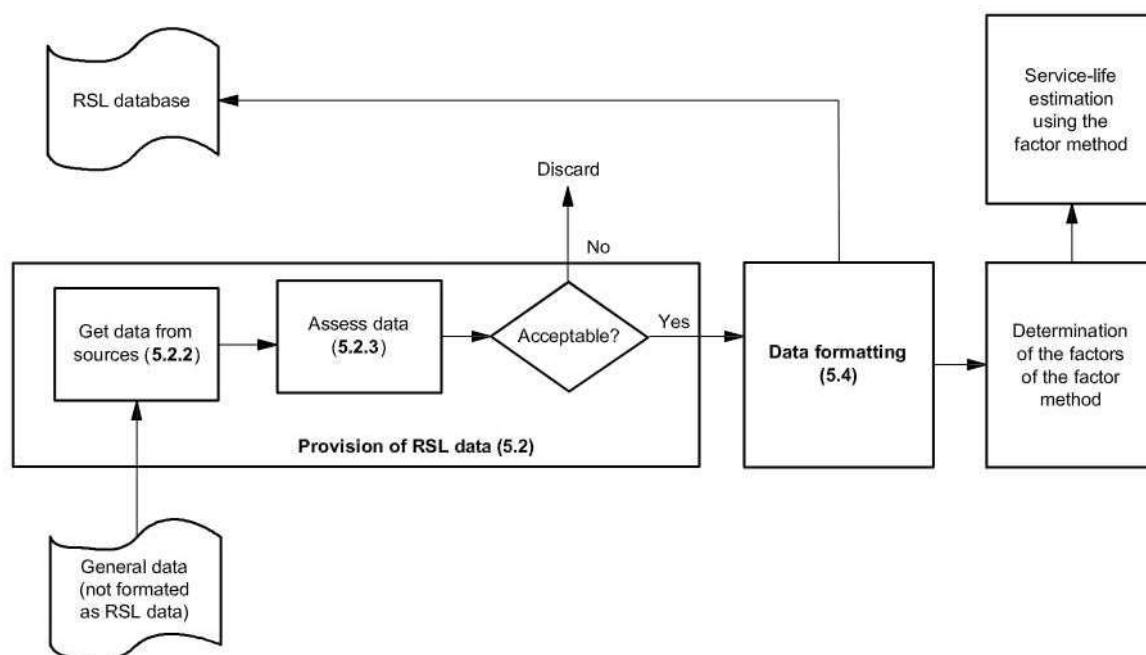 RSL database
Service-life
estimation
using the
factor method
Discard
No
Get data from
sources (5.2.2)
Assess data
(5.2.3)
Acceptable?
Yes
Data formatting
(5.4)
Determination
of the factors
of the factor
method
Provision of RSL data (5.2)
General data
(not formated
as RSL data)